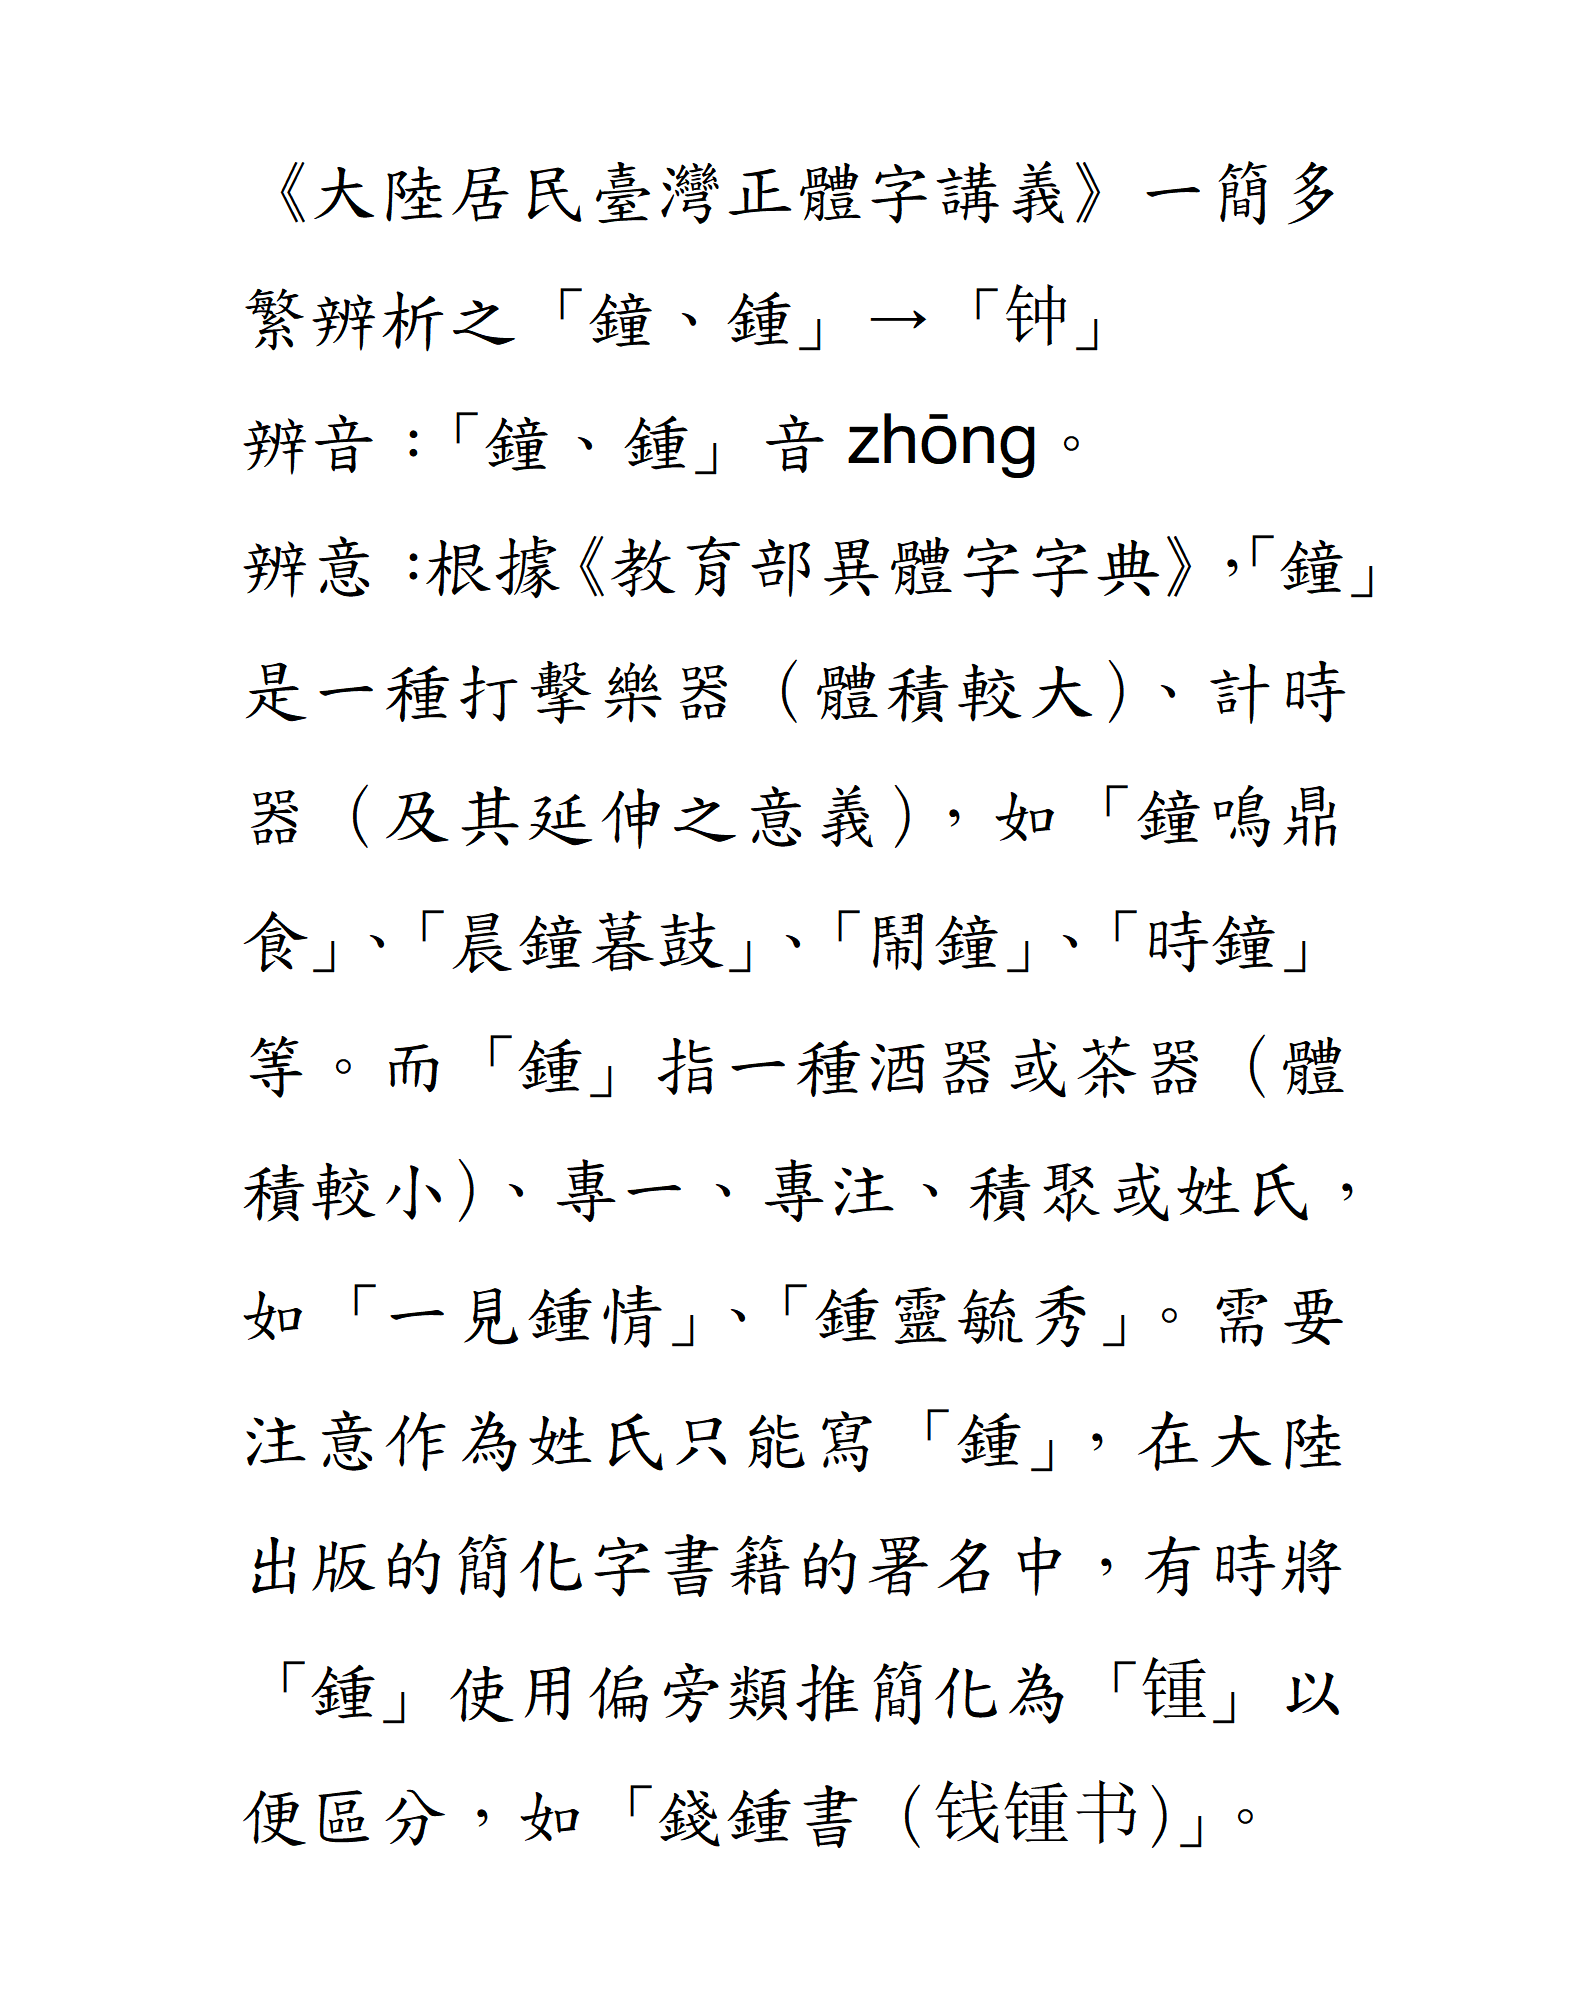 《大陸居民臺灣正體字講義》一簡多
繁辨析之「鐘、鍾」→「钟」
辨音：「鐘、鍾」音 zhōng。
辨意：根據《教育部異體字字典》，「鐘」
是一種打擊樂器（體積較大）、計時
器（及其延伸之意義），如「鐘鳴鼎
食」、「晨鐘暮鼓」、「鬧鐘」、「時鐘」
等。而「鍾」指一種酒器或茶器（體
積較小）、專一、專注、積聚或姓氏，
如「一見鍾情」、「鍾靈毓秀」。需要
注意作為姓氏只能寫「鍾」，在大陸
出版的簡化字書籍的署名中，有時將
「鍾」使用偏旁類推簡化為「锺」以
便區分，如「錢鍾書（钱锺书）」。